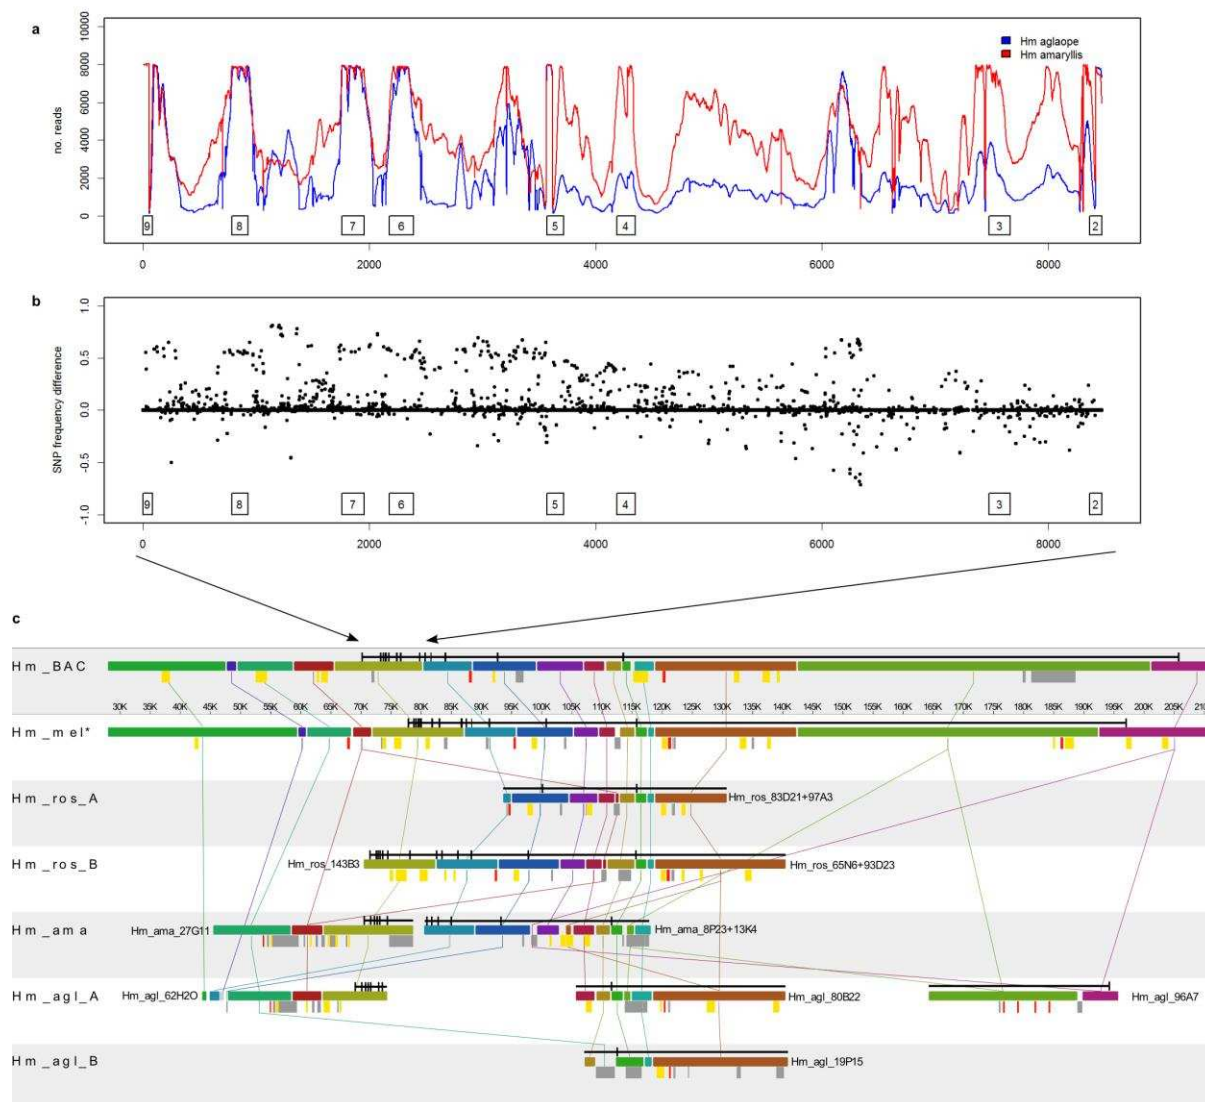 a
no. reads
10000
8000
6000
4000
2000
0
Hm aglaope
Hm amaryllis
9 8 7 6 5 4 3 2
0 2000 4000 6000 8000
b
SNP frequency difference
1.0
0.5
0.0
-0.5
-1.0
9 8 7 6 5 4 3 2
0 2000 4000 6000 8000
c
Hm_BAC
30K 35K 40K 45K 50K 55K 60K 65K 70K 75K 80K 85K 90K 95K 100K 105K 110K 115K 120K 125K 130K 135K 140K 145K 150K 155K 160K 165K 170K 175K 180K 185K 190K 195K 205K 210
Hm_mel*
Hm_ros_A
Hm_ros_83D21+97A3
Hm_ros_B
Hm_ros_143B3
Hm_ros_65N6+93D23
Hm_ama
Hm_ama_27G11
Hm_ama_8P23+13K4
Hm_agl_A
Hm_agl_62H2O
Hm_agl_80B22
Hm_agl_96A7
Hm_agl_B
Hm_agl_19P15